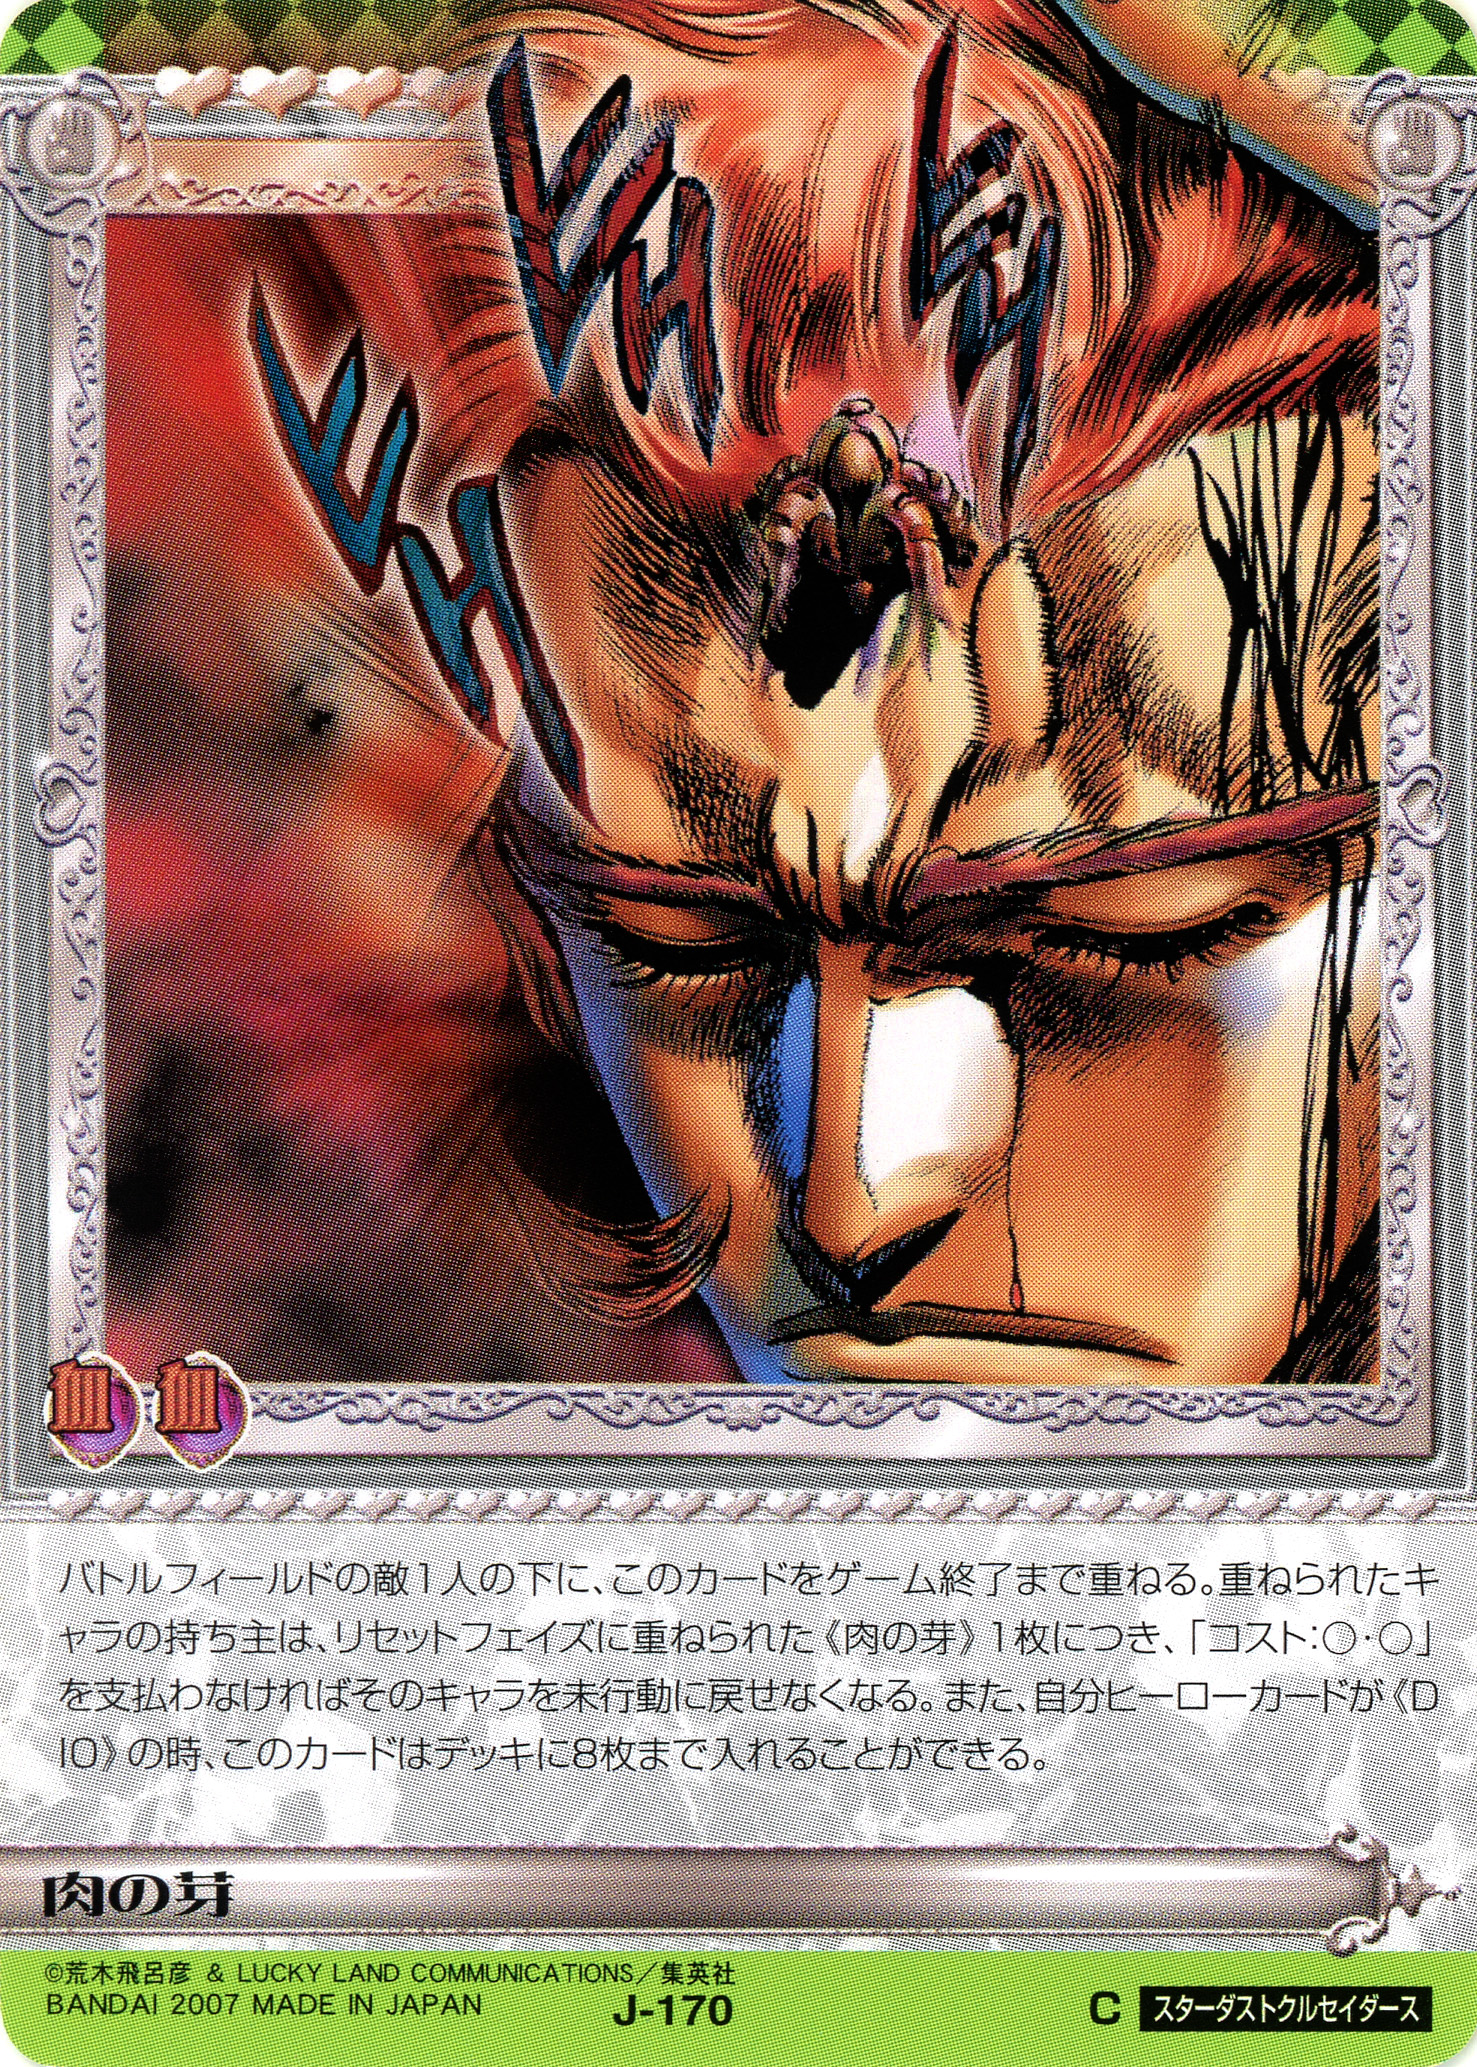 血 血
バトルフィールドの敵1人の下に、このカードをゲーム終了まで重ねる。重ねられたキ
ャラの持ち主は、リセットフェイズに重ねられた《肉の芽》1枚につき、「コスト:○・○」
を支払わなければそのキャラを未行動に戻せなくなる。また、自分ヒーローカードが《D
IO》の時、このカードはデッキに8枚まで入れることができる。
肉の芽
©荒木飛呂彦 & LUCKY LAND COMMUNICATIONS／集英社
BANDAI 2007 MADE IN JAPAN
J-170
C スターダストクルセイダース